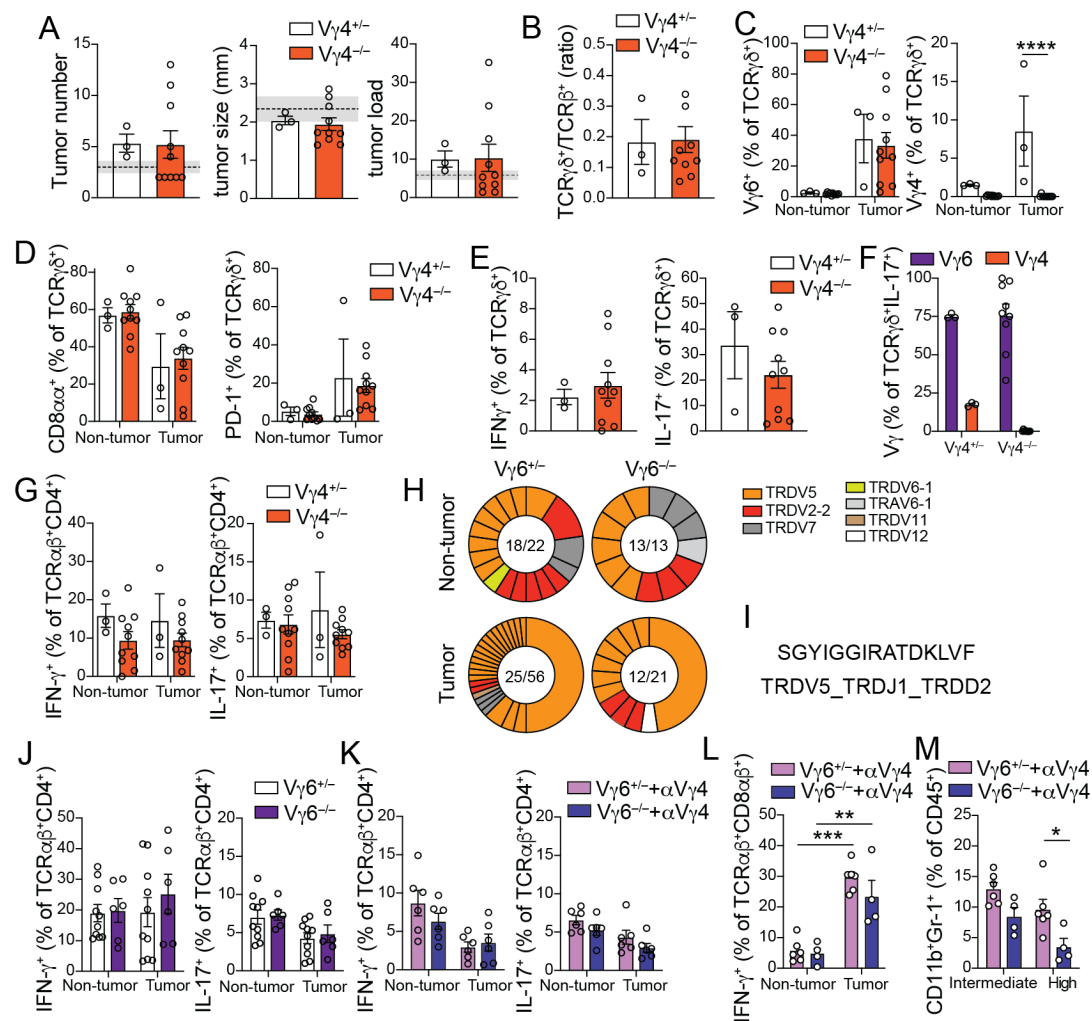 A
Vγ4+/–
Vγ4–/–
Tumor number
15
10
5
0
tumor size (mm)
5
4
3
2
1
0
tumor load
40
30
20
10
0
B
Vγ4+/–
Vγ4–/–
TCRγδ+/TCRβ+ (ratio)
0.5
0.4
0.3
0.2
0.1
0.0
C
Vγ4+/–
Vγ4–/–
Vγ6+ (% of TCRγδ+)
100
80
60
40
20
0
Non-tumor
Tumor
Vγ4+ (% of TCRγδ+)
20
15
10
5
0
****
Non-tumor
Tumor
D
CD8αα+ (% of TCRγδ+)
80
60
40
20
0
Non-tumor
Tumor
Vγ4+/–
Vγ4–/–
PD-1+ (% of TCRγδ+)
80
60
40
20
0
Non-tumor
Tumor
E
Vγ4+/–
Vγ4–/–
IFNγ+ (% of TCRγδ+)
10
8
6
4
2
0
IL-17+ (% of TCRγδ+)
60
50
40
30
20
10
0
F
Vγ6
Vγ4
Vγ (% of TCRγδ+IL-17+)
100
75
50
25
0
Vγ4+/–
Vγ4–/–
G
Vγ4+/–
Vγ4–/–
IFN-γ+ (% of TCRαβ+CD4+)
40
30
20
10
0
Non-tumor
Tumor
IL-17+ (% of TCRαβ+CD4+)
20
15
10
5
0
Non-tumor
Tumor
H
Vγ6+/–
Vγ6–/–
Non-tumor
18/22
13/13
Tumor
25/56
12/21
TRDV5
TRDV2-2
TRDV7
TRDV6-1
TRAV6-1
TRDV11
TRDV12
I
SGYIGGIRATDKLVF
TRDV5_TRDJ1_TRDD2
J
Vγ6+/–
Vγ6–/–
IFN-γ+ (% of TCRαβ+CD4+)
50
40
30
20
10
0
Non-tumor
Tumor
IL-17+ (% of TCRαβ+CD4+)
20
15
10
5
0
Non-tumor
Tumor
K
Vγ6+/–+αVγ4
Vγ6–/–+αVγ4
IFN-γ+ (% of TCRαβ+CD4+)
20
15
10
5
0
Non-tumor
Tumor
IL-17+ (% of TCRαβ+CD4+)
20
15
10
5
0
Non-tumor
Tumor
L
Vγ6+/–+αVγ4
Vγ6–/–+αVγ4
IFN-γ+ (% of TCRαβ+CD8αβ+)
60
40
20
0
**
***
Non-tumor
Tumor
M
Vγ6+/–+αVγ4
Vγ6–/–+αVγ4
CD11b+Gr-1+ (% of CD45+)
25
20
15
10
5
0
*
Intermediate
High